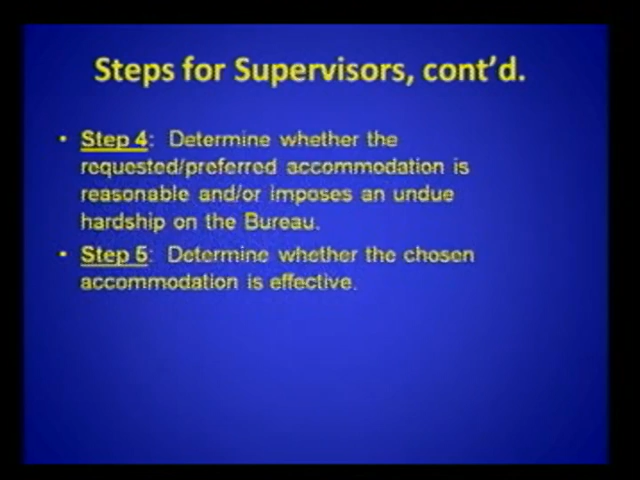 Steps for Supervisors, cont'd.
• Step 4: Determine whether the
requested/preferred accommodation is
reasonable and/or imposes an undue
hardship on the Bureau.
• Step 5: Determine whether the chosen
accommodation is effective.